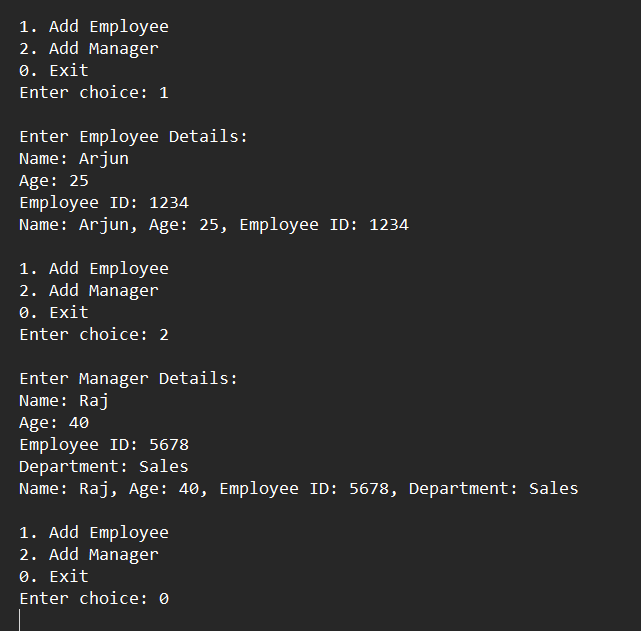 1. Add Employee
2. Add Manager
0. Exit
Enter choice: 1
Enter Employee Details:
Name: Arjun
Age: 25
Employee ID: 1234
Name: Arjun, Age: 25, Employee ID: 1234
1. Add Employee
2. Add Manager
0. Exit
Enter choice: 2
Enter Manager Details:
Name: Raj
Age: 40
Employee ID: 5678
Department: Sales
Name: Raj, Age: 40, Employee ID: 5678, Department: Sales
1. Add Employee
2. Add Manager
0. Exit
Enter choice: 0